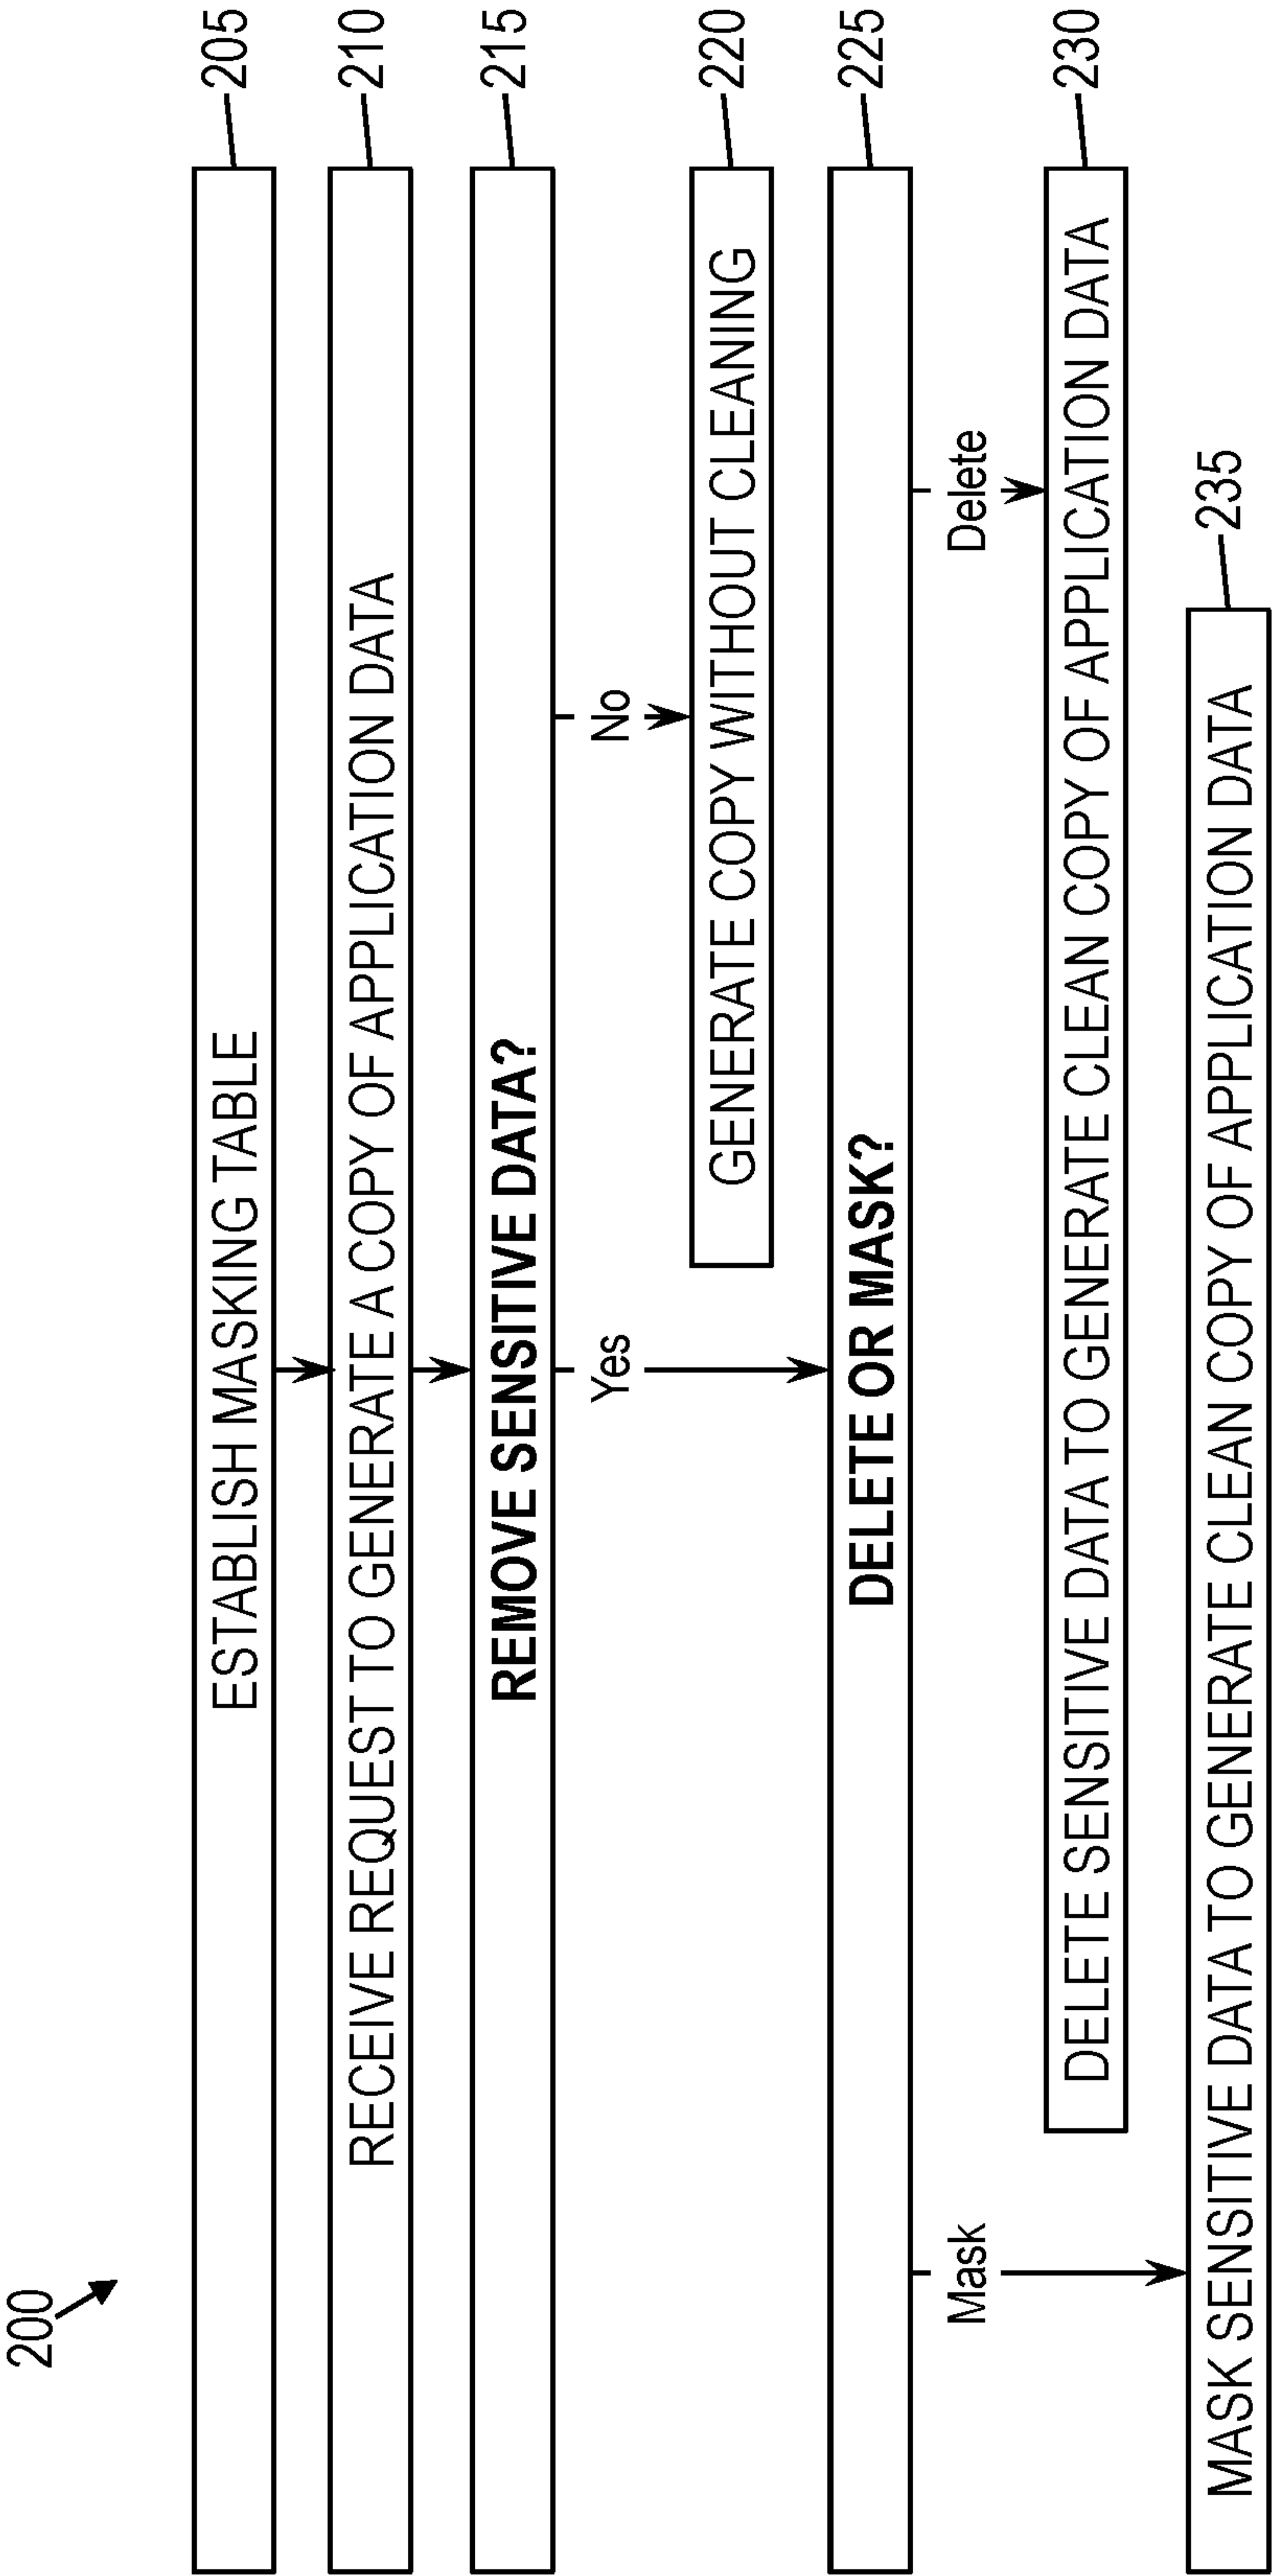 200
ESTABLISH MASKING TABLE
205
RECEIVE REQUEST TO GENERATE A COPY OF APPLICATION DATA
210
REMOVE SENSITIVE DATA?
215
Yes
No
GENERATE COPY WITHOUT CLEANING
220
DELETE OR MASK?
225
Mask
Delete
DELETE SENSITIVE DATA TO GENERATE CLEAN COPY OF APPLICATION DATA
230
MASK SENSITIVE DATA TO GENERATE CLEAN COPY OF APPLICATION DATA
235